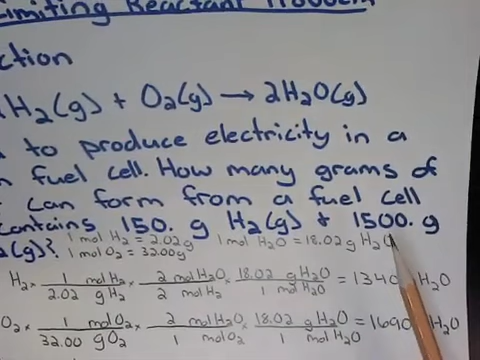 Limiting Reactant Problem
ction
H₂(g) + O₂(g) → 2H₂O(g)
to produce electricity in a
fuel cell. How many grams of
can form from a fuel cell
contains 150. g H₂(g) + 1500. g
(g)?
1 mol H₂ = 2.02g 1 mol H₂O = 18.02 g H₂O
1 mol O₂ = 32.00g
H₂ × 1 mol H₂ / 2.02 g H₂ × 2 mol H₂O / 2 mol H₂ × 18.02 g H₂O / 1 mol H₂O = 1340 H₂O
O₂ × 1 mol O₂ / 32.00 g O₂ × 2 mol H₂O / 1 mol O₂ × 18.02 g H₂O / 1 mol H₂O = 1690 H₂O